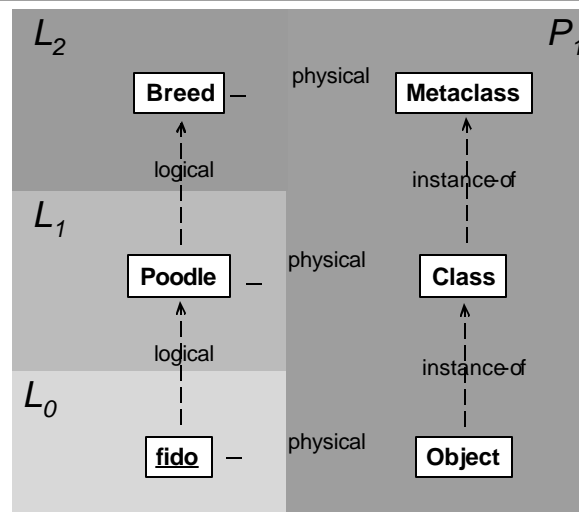 L2 P1
Breed – physical Metaclass
logical instance-of
L1
Poodle – physical Class
logical instance-of
L0
fido – physical Object